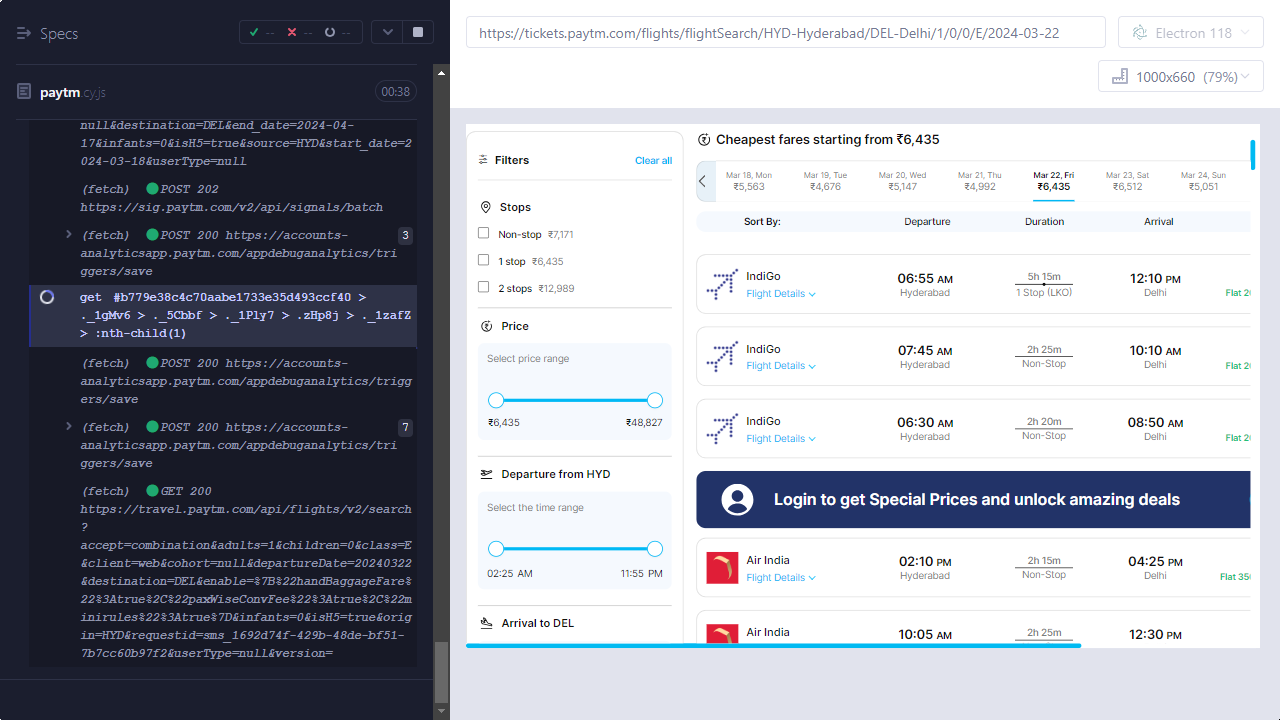 Specs
-- -- --
paytm.cy.js
00:38
null&destination=DEL&end_date=2024-04-
17&infants=0&isH5=true&source=HYD&start_date=2
024-03-18&userType=null
(fetch) POST 202
https://sig.paytm.com/v2/api/signals/batch
(fetch) POST 200 https://accounts-
analyticsapp.paytm.com/appdebuganalytics/tri
ggers/save
3
get #b779e38c4c70aabe1733e35d493ccf40 >
._1gMv6 > ._5Cbbf > ._1Ply7 > .zHp8j > ._1zafZ
> :nth-child(1)
(fetch) POST 200 https://accounts-
analyticsapp.paytm.com/appdebuganalytics/trigg
ers/save
(fetch) POST 200 https://accounts-
analyticsapp.paytm.com/appdebuganalytics/tri
ggers/save
7
(fetch) GET 200
https://travel.paytm.com/api/flights/v2/search
?
accept=combination&adults=1&children=0&class=E
&client=web&cohort=null&departureDate=20240322
&destination=DEL&enable=%7B%22handBaggageFare%
22%3Atrue%2C%22paxWiseConvFee%22%3Atrue%2C%22m
inirules%22%3Atrue%7D&infants=0&isH5=true&orig
in=HYD&requestid=sms_1692d74f-429b-48de-bf51-
7b7cc60b97f2&userType=null&version=
https://tickets.paytm.com/flights/flightSearch/HYD-Hyderabad/DEL-Delhi/1/0/0/E/2024-03-22
Electron 118
1000x660 (79%)
Filters
Clear all
Stops
Non-stop ₹7,171
1 stop ₹6,435
2 stops ₹12,989
Price
Select price range
₹6,435 ₹48,827
Departure from HYD
Select the time range
02:25 AM 11:55 PM
Arrival to DEL
Cheapest fares starting from ₹6,435
Mar 18, Mon Mar 19, Tue Mar 20, Wed Mar 21, Thu Mar 22, Fri Mar 23, Sat Mar 24, Sun
₹5,563 ₹4,676 ₹5,147 ₹4,992 ₹6,435 ₹6,512 ₹5,051
Sort By: Departure Duration Arrival
IndiGo 06:55 AM 5h 15m 12:10 PM
Flight Details Hyderabad 1 Stop (LKO) Delhi Flat 20
IndiGo 07:45 AM 2h 25m 10:10 AM
Flight Details Hyderabad Non-Stop Delhi Flat 20
IndiGo 06:30 AM 2h 20m 08:50 AM
Flight Details Hyderabad Non-Stop Delhi Flat 20
Login to get Special Prices and unlock amazing deals
Air India 02:10 PM 2h 15m 04:25 PM
Flight Details Hyderabad Non-Stop Delhi Flat 350
Air India 10:05 AM 2h 25m 12:30 PM